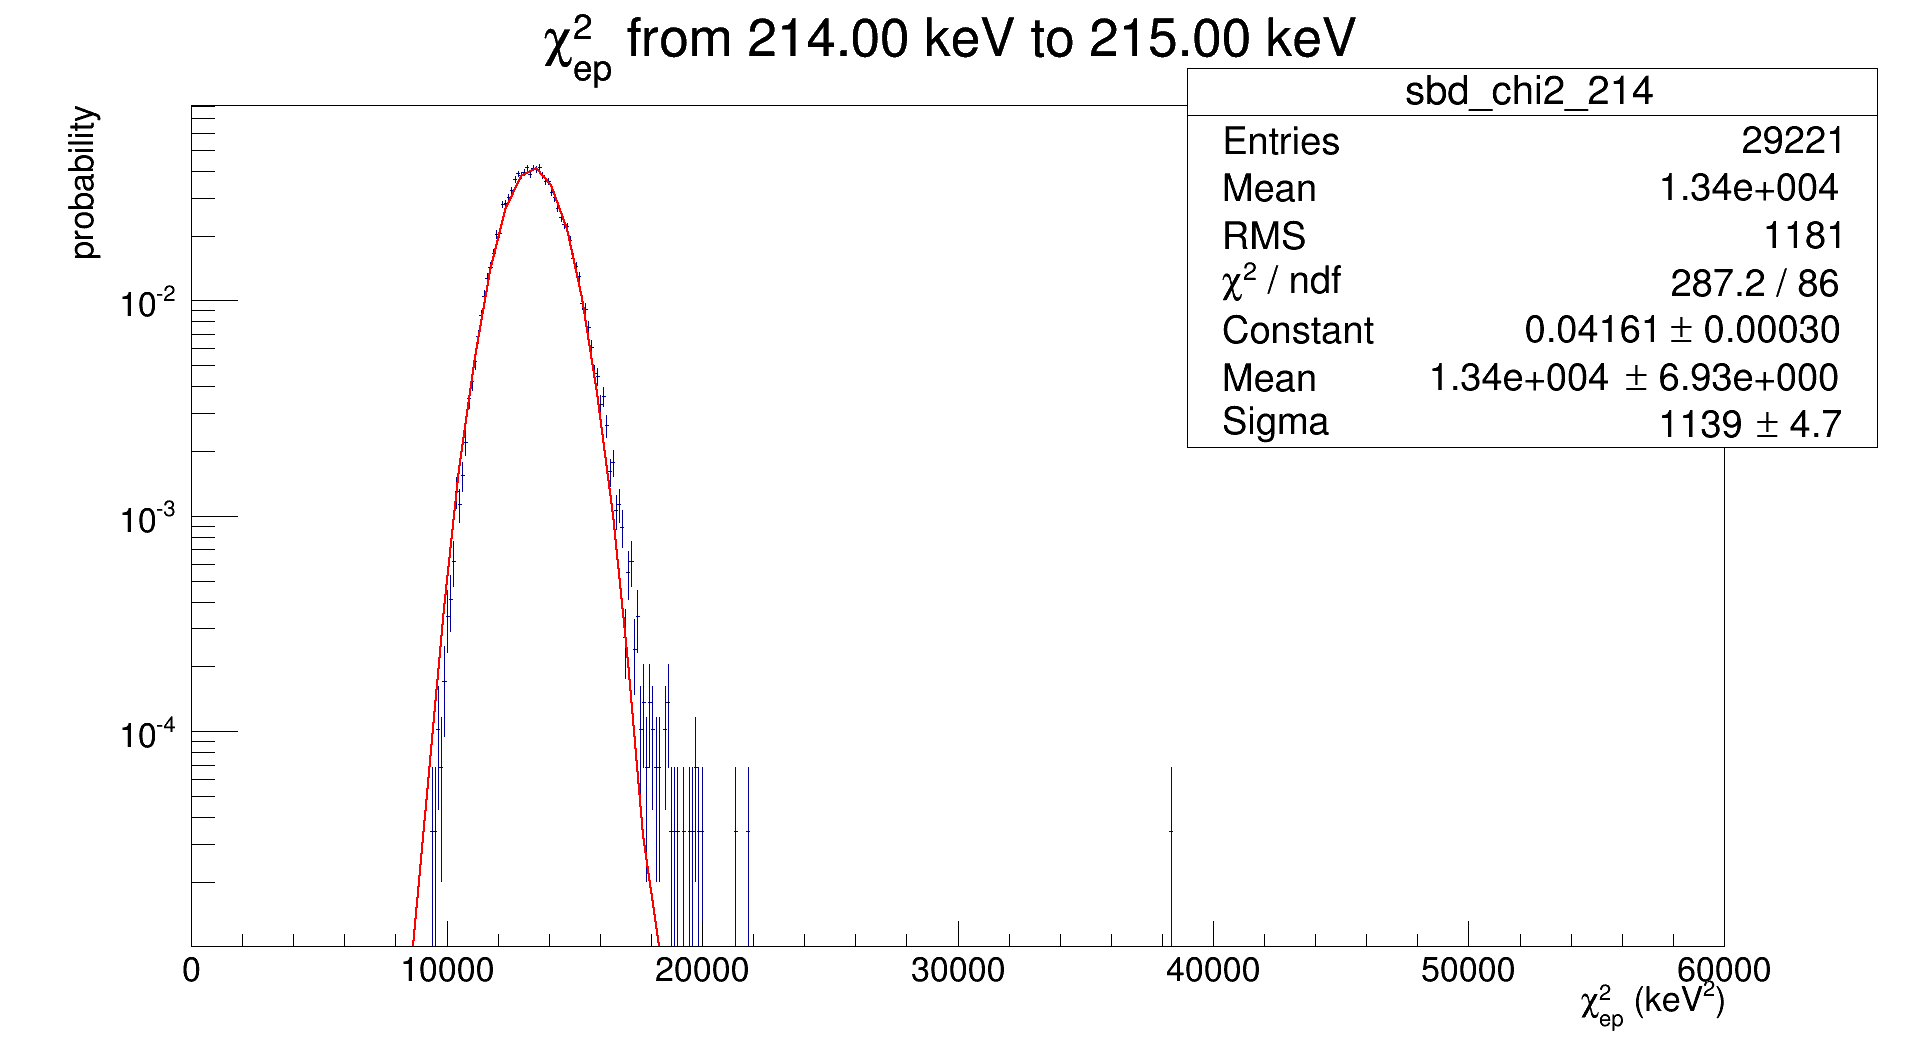 χ²ep from 214.00 keV to 215.00 keV
sbd_chi2_214
Entries 29221
Mean 1.34e+004
RMS 1181
χ² / ndf 287.2 / 86
Constant 0.04161 ± 0.00030
Mean 1.34e+004 ± 6.93e+000
Sigma 1139 ± 4.7
probability
10⁻²
10⁻³
10⁻⁴
0 10000 20000 30000 40000 50000 60000
χ²ep (keV²)